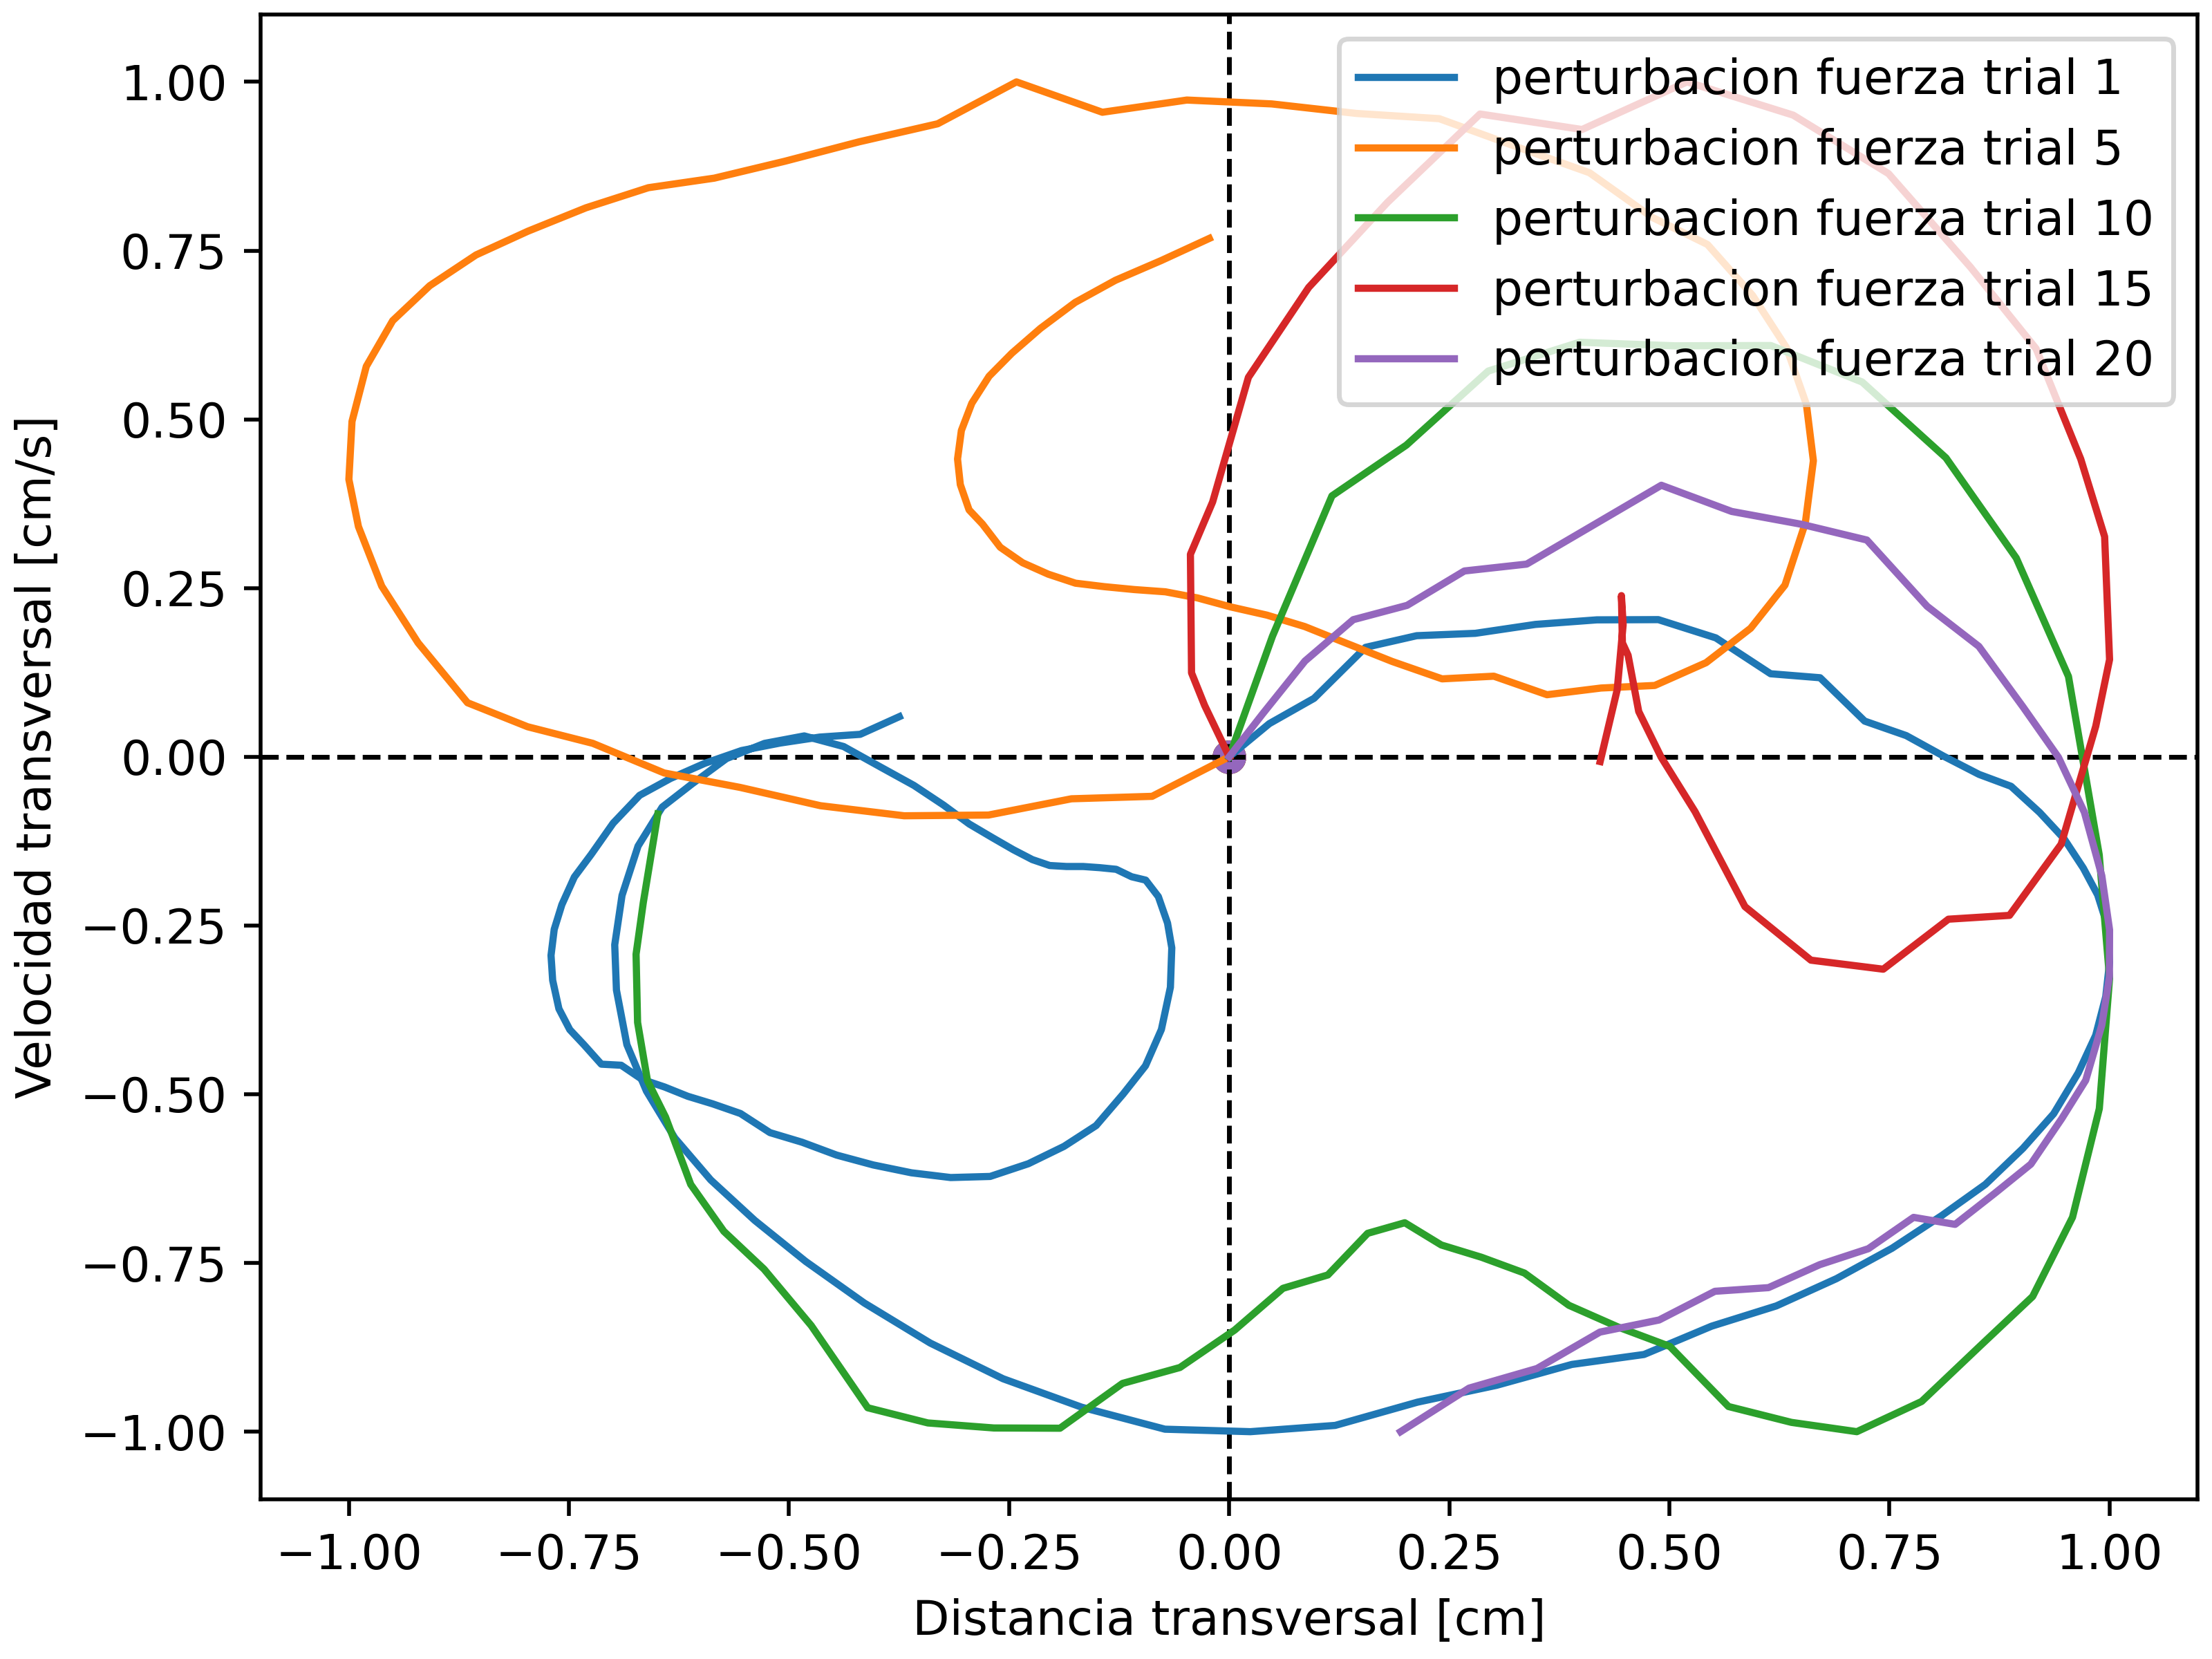 perturbacion fuerza trial 1
perturbacion fuerza trial 5
perturbacion fuerza trial 10
perturbacion fuerza trial 15
perturbacion fuerza trial 20
1.00
0.75
0.50
0.25
0.00
−0.25
−0.50
−0.75
−1.00
Velocidad transversal [cm/s]
−1.00 −0.75 −0.50 −0.25 0.00 0.25 0.50 0.75 1.00
Distancia transversal [cm]